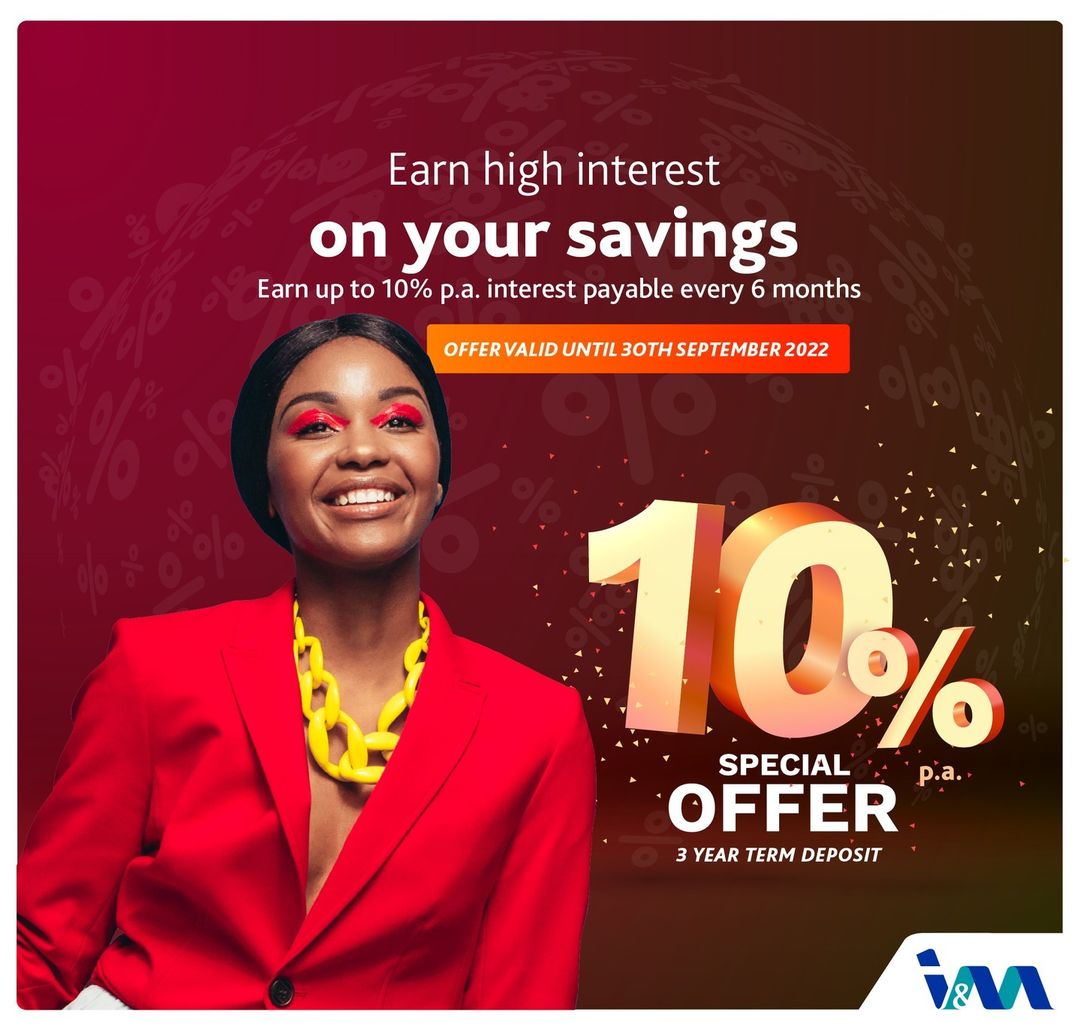 Earn high interest
on your savings
Earn up to 10% p.a. interest payable every 6 months
OFFER VALID UNTIL 30TH SEPTEMBER 2022
10%
p.a.
SPECIAL
OFFER
3 YEAR TERM DEPOSIT
I&M